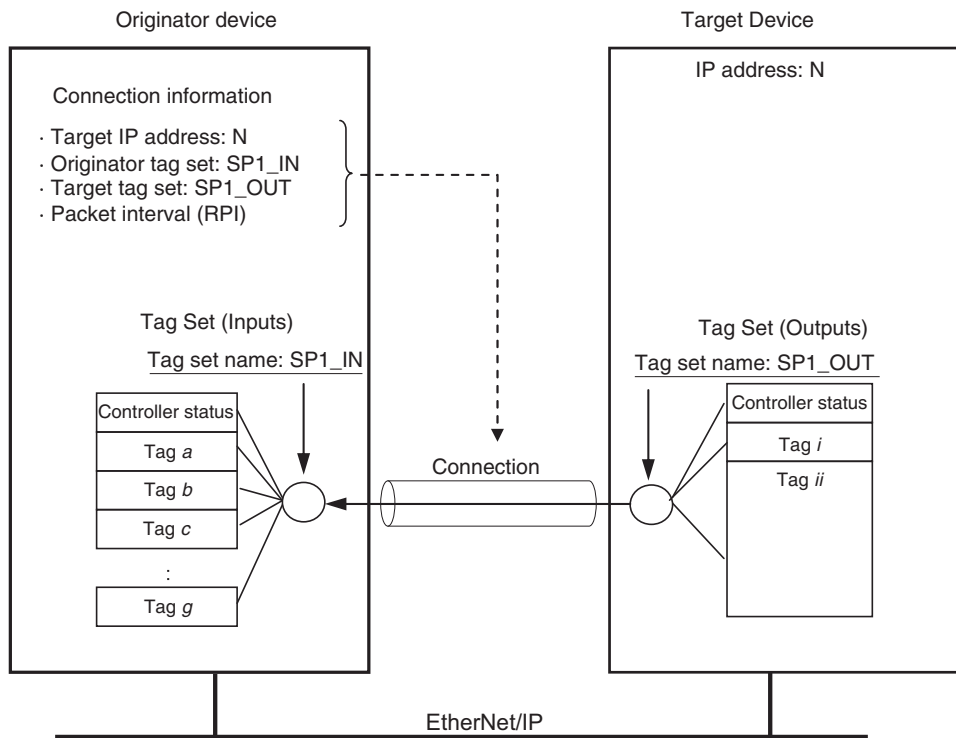 Originator device
Target Device
IP address: N
Connection information
· Target IP address: N
· Originator tag set: SP1_IN
· Target tag set: SP1_OUT
· Packet interval (RPI)
Tag Set (Inputs)
Tag set name: SP1_IN
Controller status
Tag a
Tag b
Tag c
:
Tag g
Connection
Tag Set (Outputs)
Tag set name: SP1_OUT
Controller status
Tag i
Tag ii
EtherNet/IP